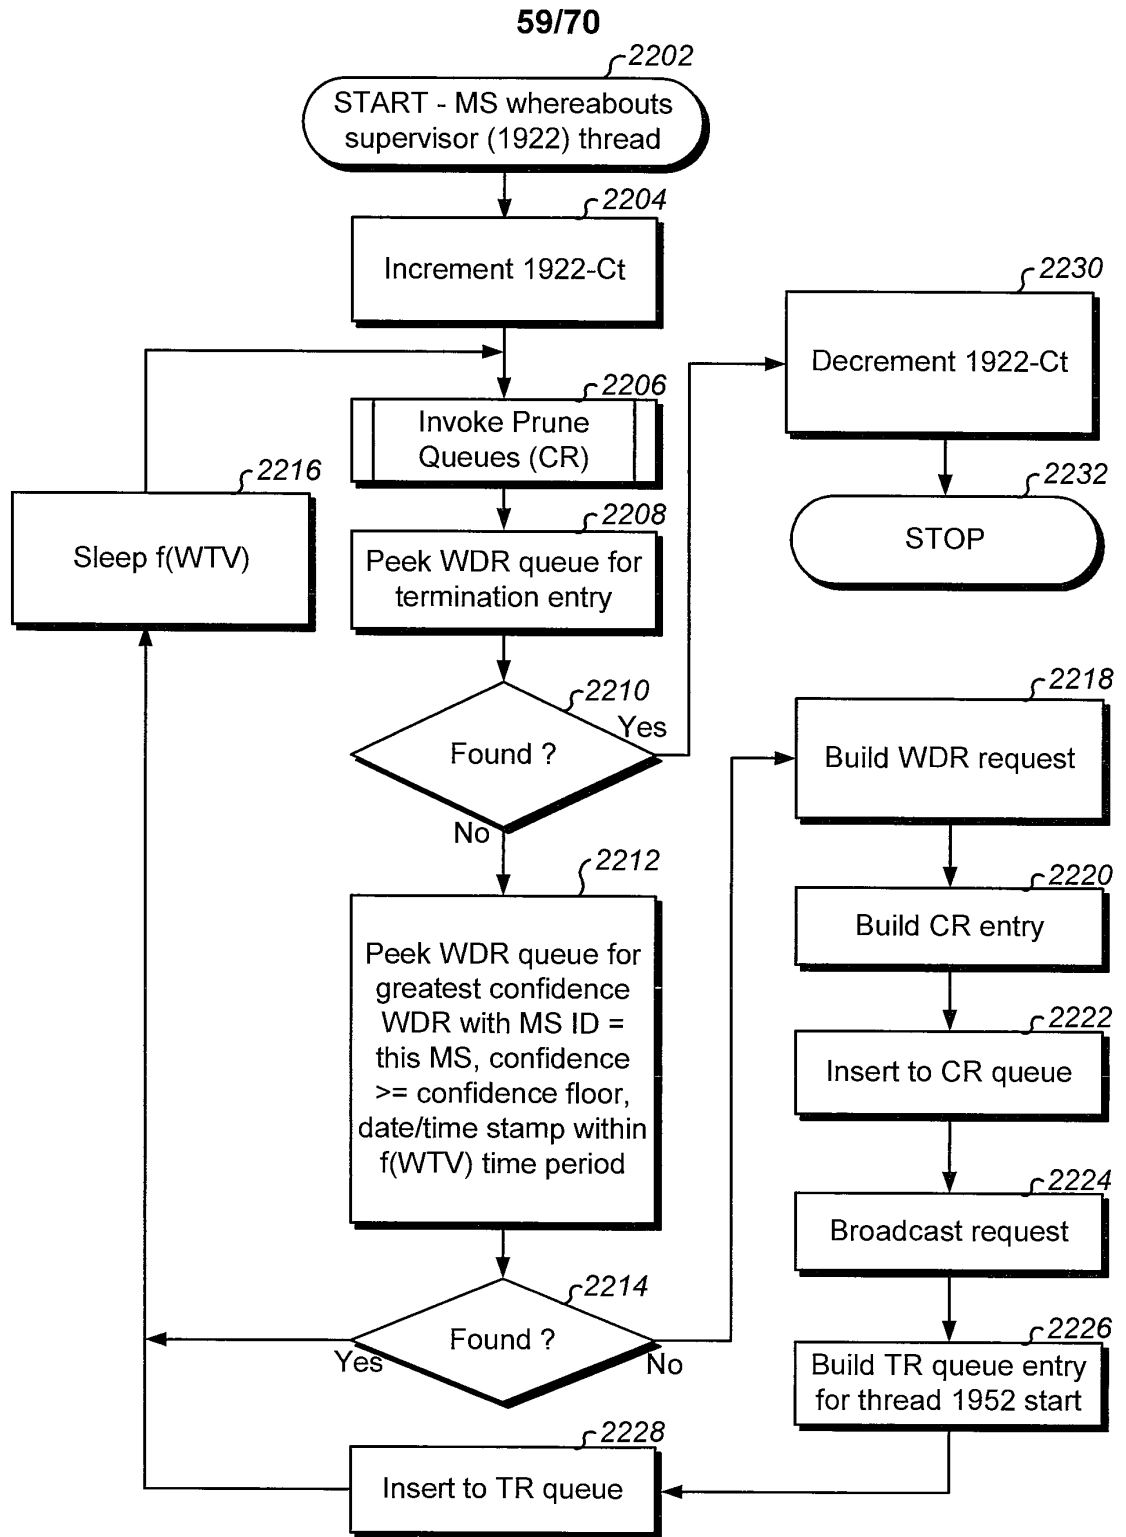 59/70
2202
START - MS whereabouts
supervisor (1922) thread
2204
Increment 1922-Ct
2230
Decrement 1922-Ct
2206
Invoke Prune
Queues (CR)
2216
Sleep f(WTV)
2232
STOP
2208
Peek WDR queue for
termination entry
2210
Found ?
Yes
No
2218
Build WDR request
2212
Peek WDR queue for
greatest confidence
WDR with MS ID =
this MS, confidence
>= confidence floor,
date/time stamp within
f(WTV) time period
2220
Build CR entry
2222
Insert to CR queue
2224
Broadcast request
2214
Found ?
Yes
No
2226
Build TR queue entry
for thread 1952 start
2228
Insert to TR queue